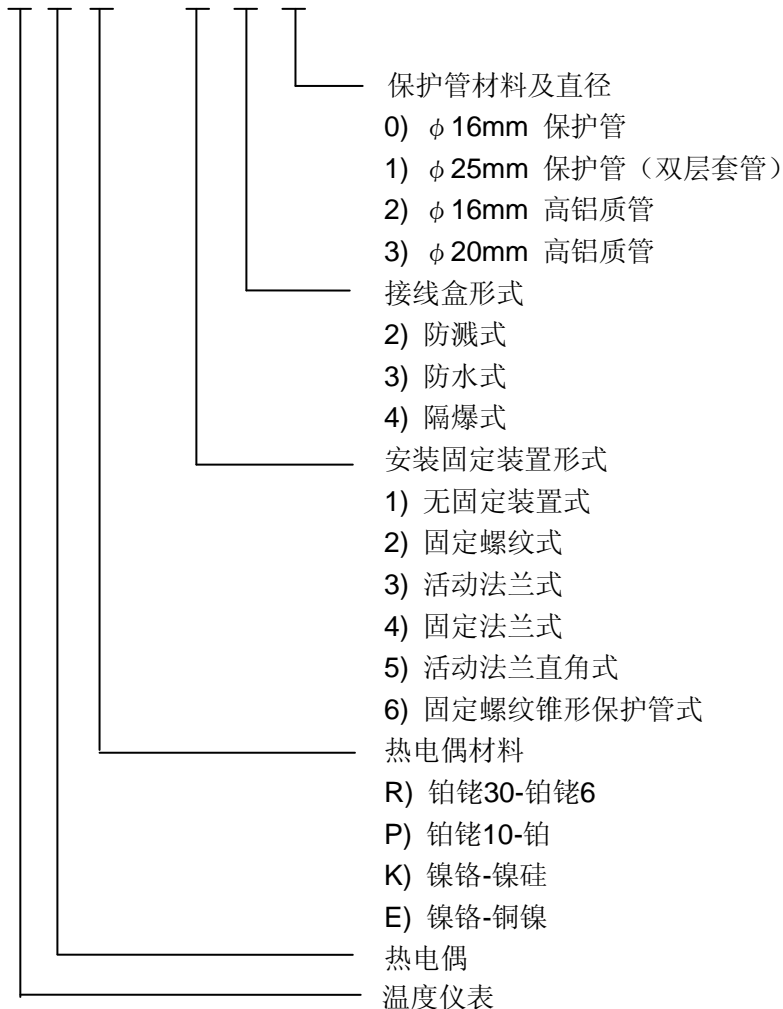 保护管材料及直径
0) φ16mm 保护管
1) φ25mm 保护管（双层套管）
2) φ16mm 高铝质管
3) φ20mm 高铝质管
接线盒形式
2) 防溅式
3) 防水式
4) 隔爆式
安装固定装置形式
1) 无固定装置式
2) 固定螺纹式
3) 活动法兰式
4) 固定法兰式
5) 活动法兰直角式
6) 固定螺纹锥形保护管式
热电偶材料
R) 铂铑30-铂铑6
P) 铂铑10-铂
K) 镍铬-镍硅
E) 镍铬-铜镍
热电偶
温度仪表